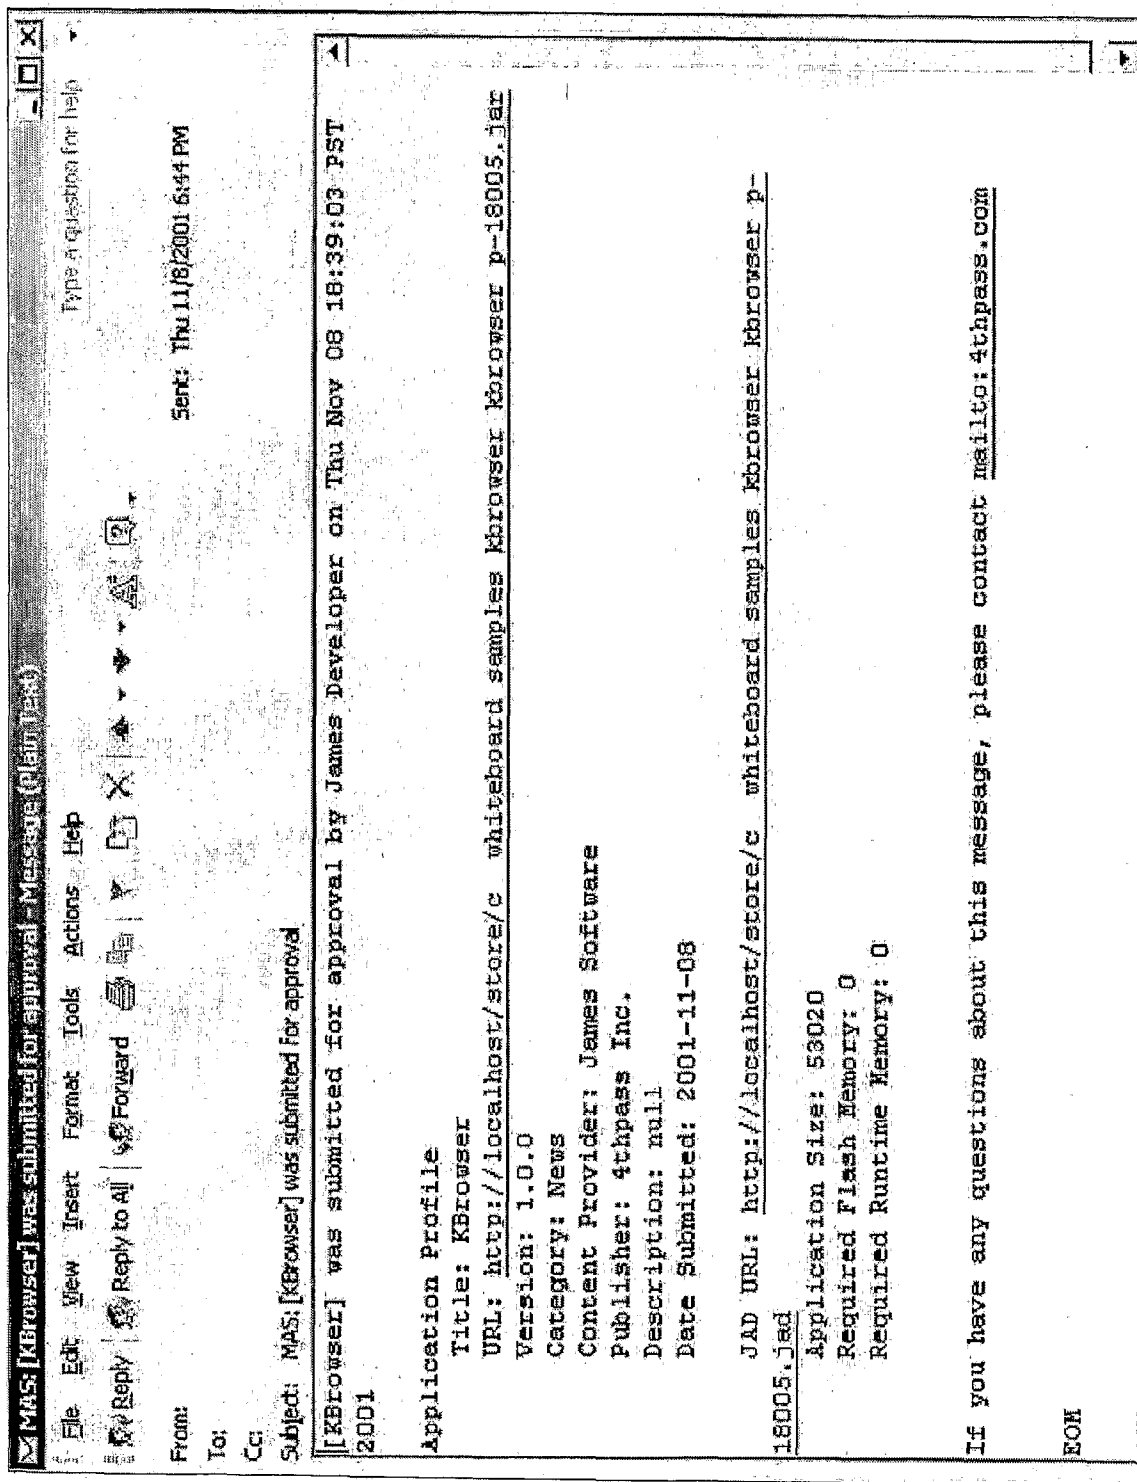 MAS: [KBrowser] was submitted for approval - Message (Plain Text)
File Edit View Insert Format Tools Actions Help Type a question for help
Reply Reply to All Forward
From: Sent: Thu 11/8/2001 6:44 PM
To:
Cc:
Subject: MAS: [KBrowser] was submitted for approval
[KBrowser] was submitted for approval by James Developer on Thu Nov 08 18:39:03 PST
2001
Application Profile
Title: KBrowser
URL: http://localhost/store/c whiteboard samples kbrowser kbrowser p-18005.jar
Version: 1.0.0
Category: News
Content Provider: James Software
Publisher: 4thpass Inc.
Description: null
Date Submitted: 2001-11-08
JAD URL: http://localhost/store/c whiteboard samples kbrowser kbrowser p-
18005.jad
Application Size: 53020
Required Flash Memory: 0
Required Runtime Memory: 0
If you have any questions about this message, please contact mailto:4thpass.com
EOM